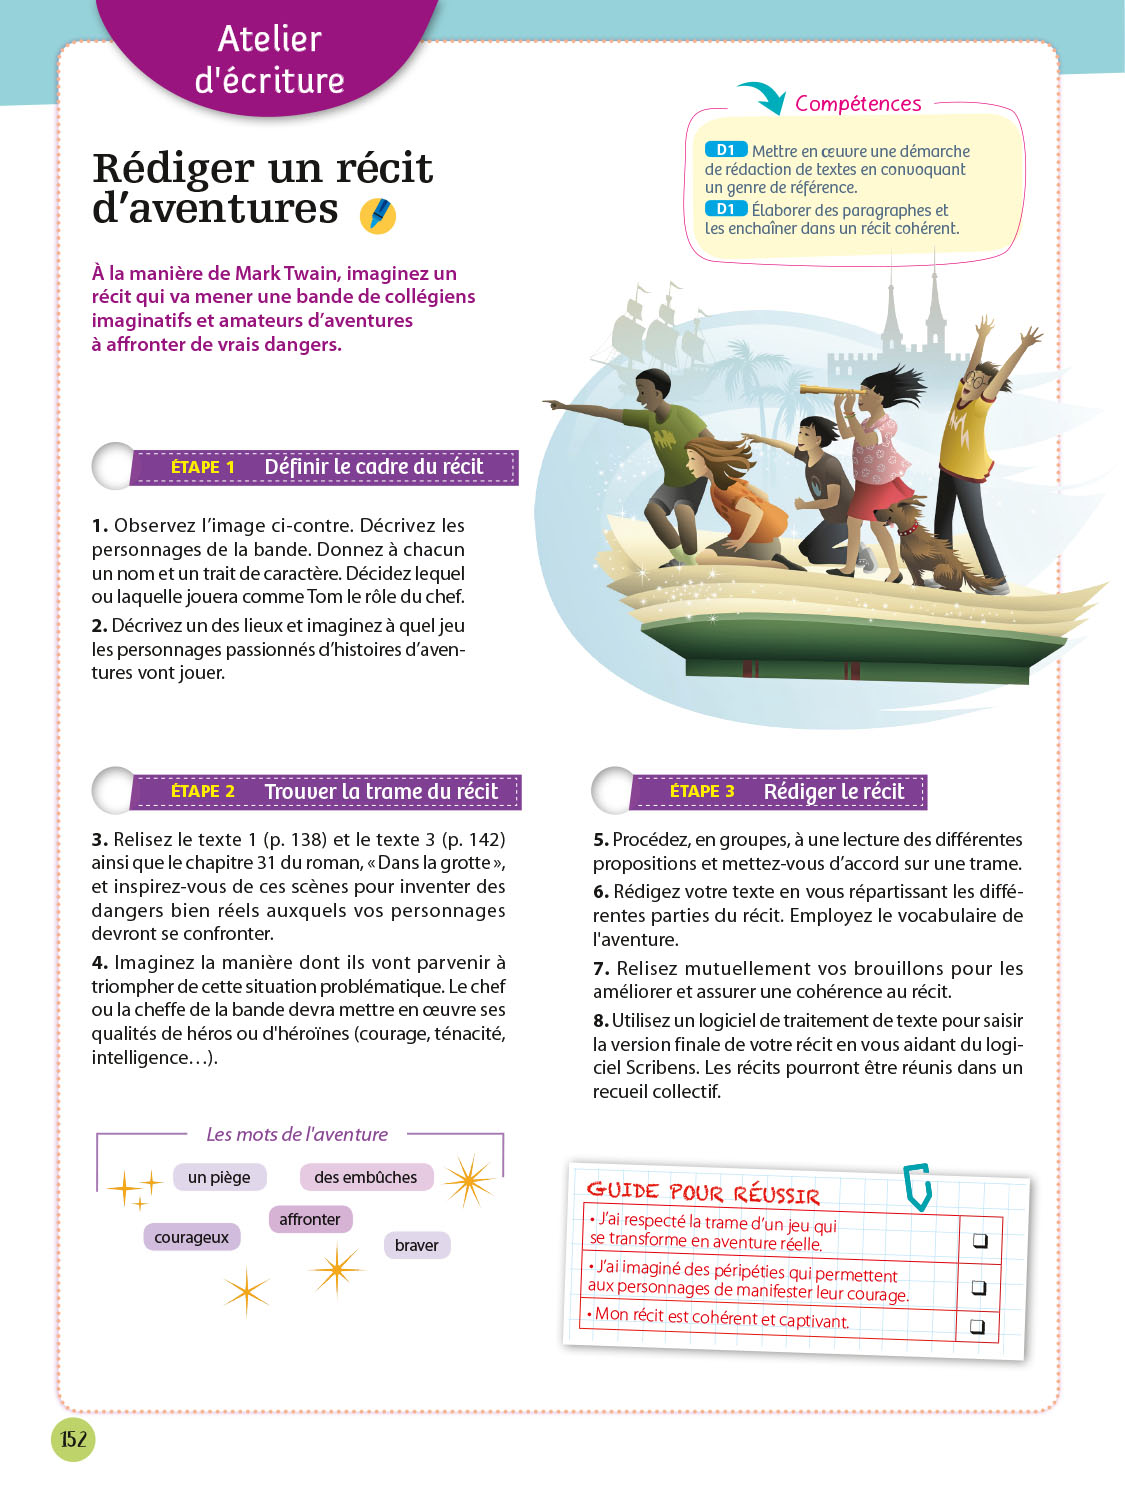 Atelier
d'écriture
Compétences
D1 Mettre en œuvre une démarche
de rédaction de textes en convoquant
un genre de référence.
D1 Élaborer des paragraphes et
les enchaîner dans un récit cohérent.
Rédiger un récit
d’aventures
À la manière de Mark Twain, imaginez un
récit qui va mener une bande de collégiens
imaginatifs et amateurs d’aventures
à affronter de vrais dangers.
ÉTAPE 1 Définir le cadre du récit
1. Observez l’image ci-contre. Décrivez les
personnages de la bande. Donnez à chacun
un nom et un trait de caractère. Décidez lequel
ou laquelle jouera comme Tom le rôle du chef.
2. Décrivez un des lieux et imaginez à quel jeu
les personnages passionnés d’histoires d’aven-
tures vont jouer.
ÉTAPE 2 Trouver la trame du récit
3. Relisez le texte 1 (p. 138) et le texte 3 (p. 142)
ainsi que le chapitre 31 du roman, « Dans la grotte »,
et inspirez-vous de ces scènes pour inventer des
dangers bien réels auxquels vos personnages
devront se confronter.
4. Imaginez la manière dont ils vont parvenir à
triompher de cette situation problématique. Le chef
ou la cheffe de la bande devra mettre en œuvre ses
qualités de héros ou d'héroïnes (courage, ténacité,
intelligence…).
Les mots de l'aventure
un piège
des embûches
affronter
courageux
braver
ÉTAPE 3 Rédiger le récit
5. Procédez, en groupes, à une lecture des différentes
propositions et mettez-vous d’accord sur une trame.
6. Rédigez votre texte en vous répartissant les diffé-
rentes parties du récit. Employez le vocabulaire de
l'aventure.
7. Relisez mutuellement vos brouillons pour les
améliorer et assurer une cohérence au récit.
8. Utilisez un logiciel de traitement de texte pour saisir
la version finale de votre récit en vous aidant du logi-
ciel Scribens. Les récits pourront être réunis dans un
recueil collectif.
GUIDE POUR RÉUSSIR
• J’ai respecté la trame d’un jeu qui
se transforme en aventure réelle.
• J’ai imaginé des péripéties qui permettent
aux personnages de manifester leur courage.
• Mon récit est cohérent et captivant.
152